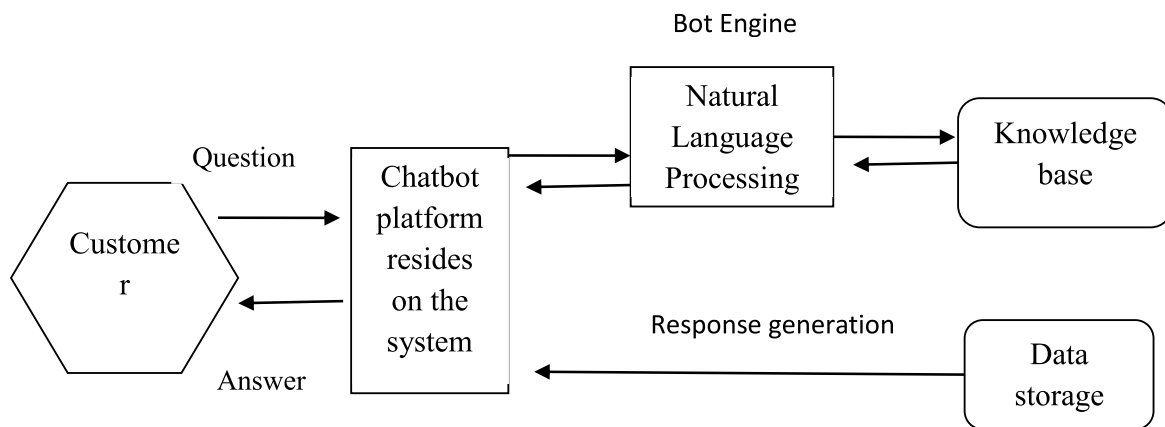 Bot Engine
Natural
Language
Processing
Knowledge
base
Question
Chatbot
platform
resides
on the
system
Custome
r
Answer
Response generation
Data
storage